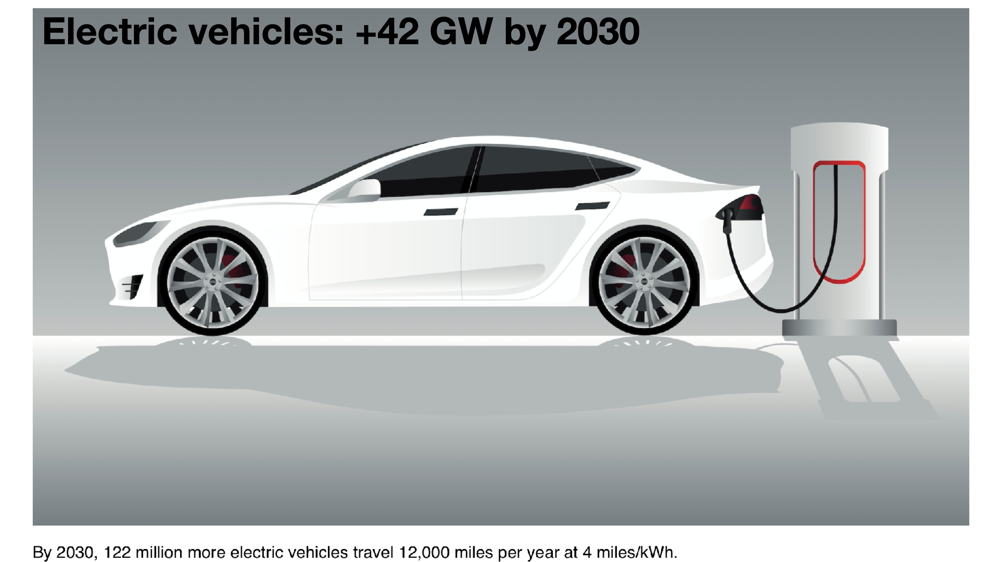 Electric vehicles: +42 GW by 2030
By 2030, 122 million more electric vehicles travel 12,000 miles per year at 4 miles/kWh.